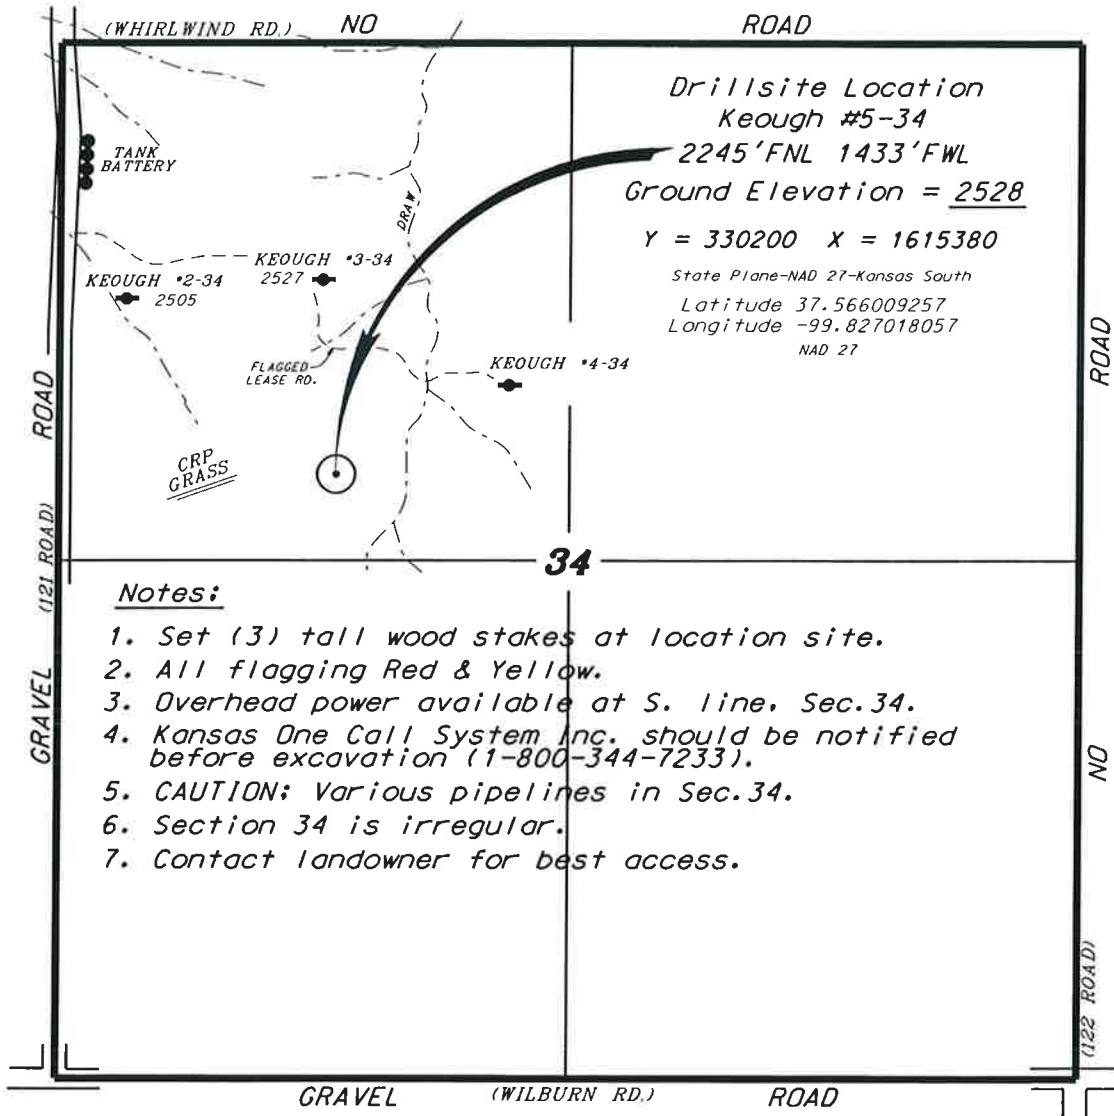 (WHIRLWIND RD.) NO ROAD
Drillsite Location
Keough #5-34
2245'FNL 1433'FWL
Ground Elevation = 2528
Y = 330200 X = 1615380
State Plane-NAD 27-Kansas South
Latitude 37.566009257
Longitude -99.827018057
NAD 27
TANK
BATTERY
DRAW
KEOUGH #3-34
2527
KEOUGH #2-34
2505
FLAGGED
LEASE RD.
KEOUGH #4-34
CRP
GRASS
34
GRAVEL (121 ROAD) ROAD
Notes:
1. Set (3) tall wood stakes at location site.
2. All flagging Red & Yellow.
3. Overhead power available at S. line, Sec.34.
4. Kansas One Call System Inc. should be notified
before excavation (1-800-344-7233).
5. CAUTION: Various pipelines in Sec.34.
6. Section 34 is irregular.
7. Contact landowner for best access.
(122 ROAD) NO ROAD
GRAVEL (WILBURN RD.) ROAD